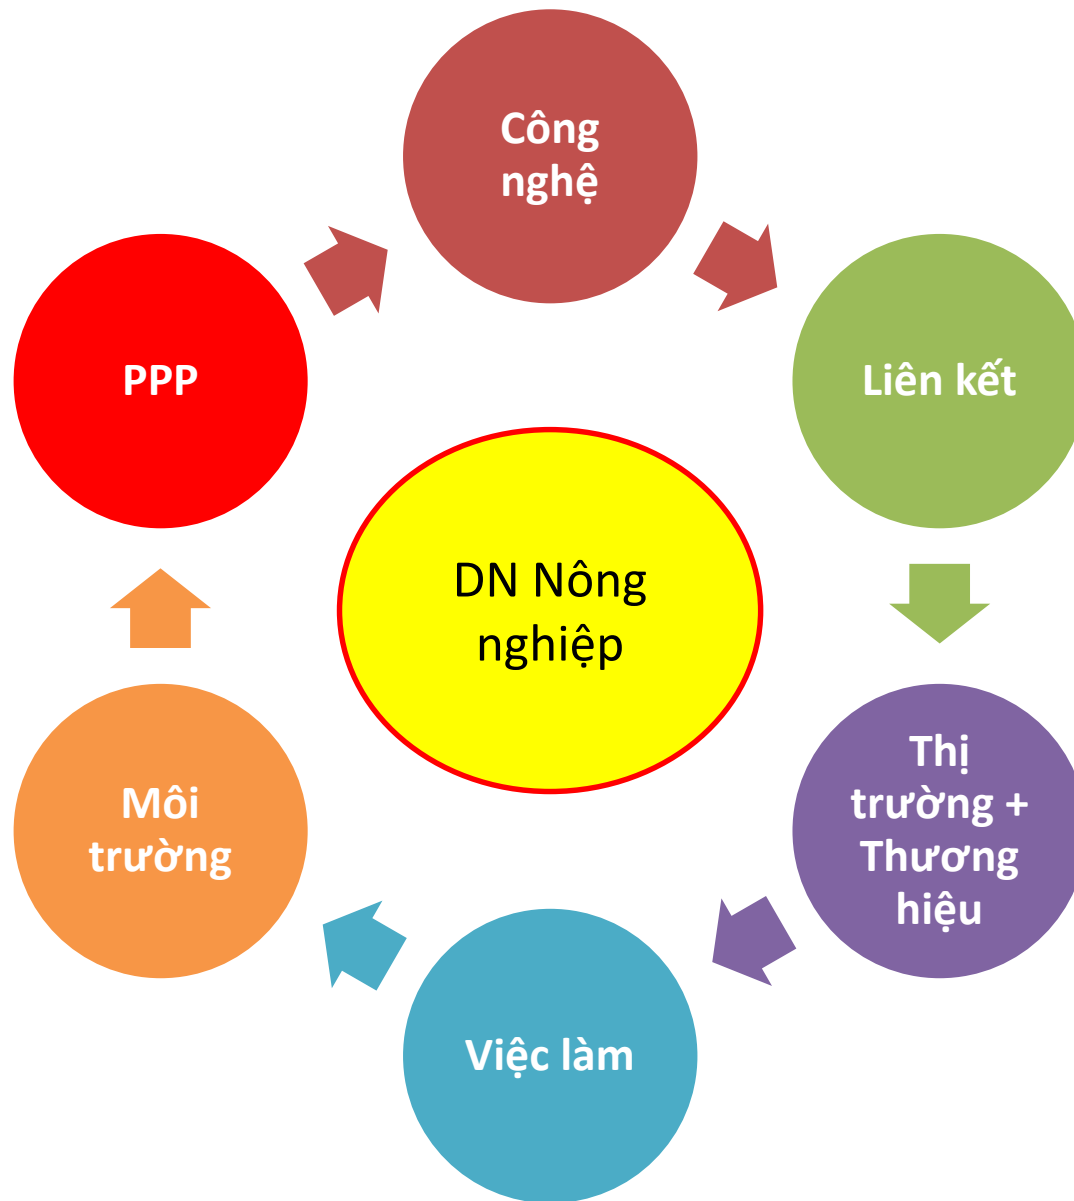 Công
nghệ
PPP
Liên kết
DN Nông
nghiệp
Thị
trường +
Thương
hiệu
Môi
trường
Việc làm